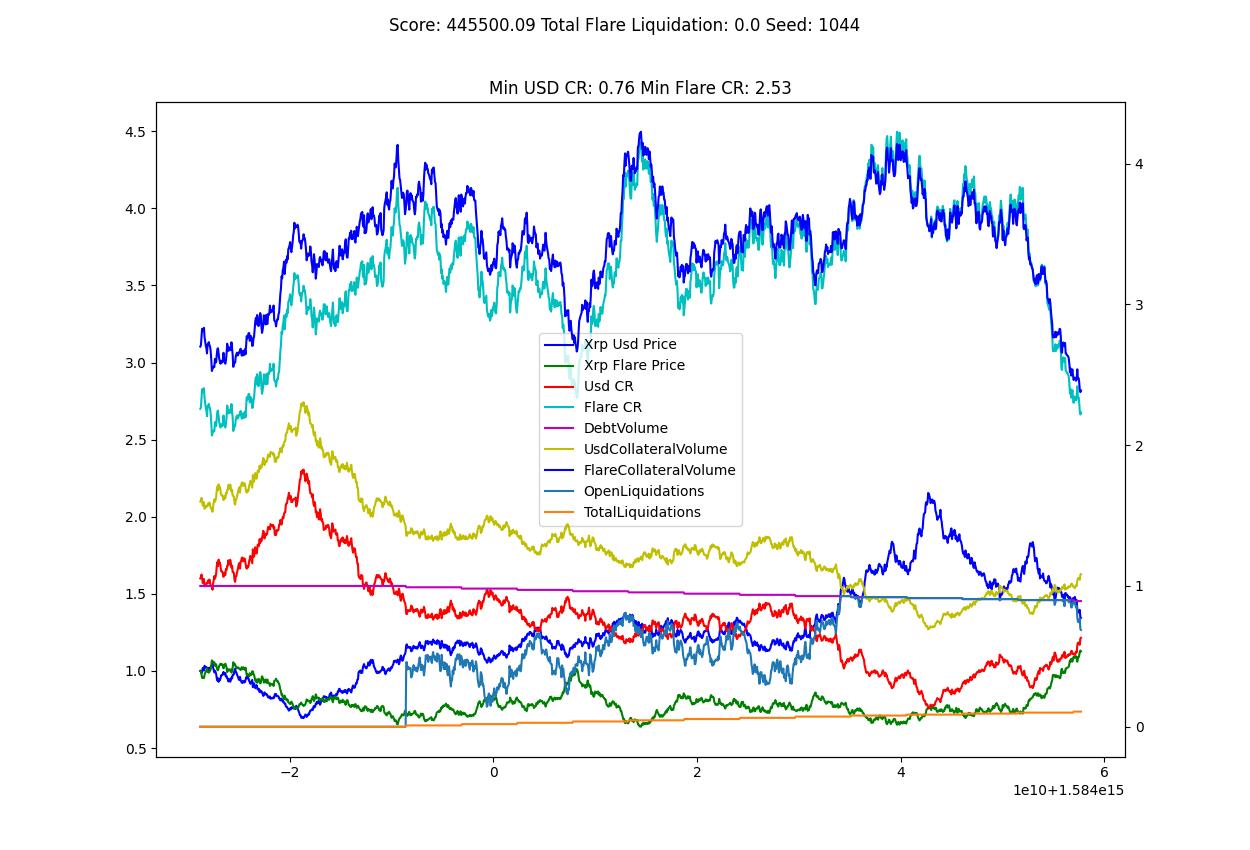 Score: 445500.09 Total Flare Liquidation: 0.0 Seed: 1044
Min USD CR: 0.76 Min Flare CR: 2.53
4.5
4.0
3.5
3.0
2.5
2.0
1.5
1.0
0.5
4
3
2
1
0
Xrp Usd Price
Xrp Flare Price
Usd CR
Flare CR
DebtVolume
UsdCollateralVolume
FlareCollateralVolume
OpenLiquidations
TotalLiquidations
−2 0 2 4 6
1e10+1.584e15